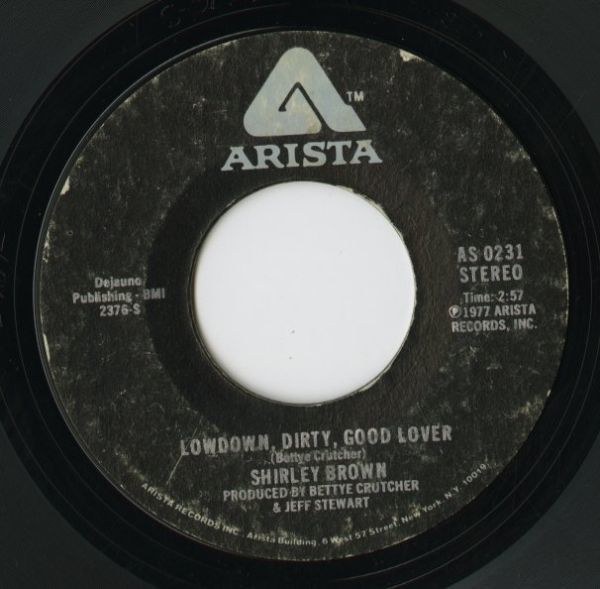 TM
ARISTA
AS 0231
STEREO
Dejauno
Publishing - BMI
2376-S
Time: 2:57
℗1977 ARISTA
RECORDS, INC.
LOWDOWN, DIRTY, GOOD LOVER
(Bettye Crutcher)
SHIRLEY BROWN
PRODUCED BY BETTYE CRUTCHER
& JEFF STEWART
ARISTA RECORDS INC - Arista Building, 6 West 57 Street, New York, N.Y. 10019